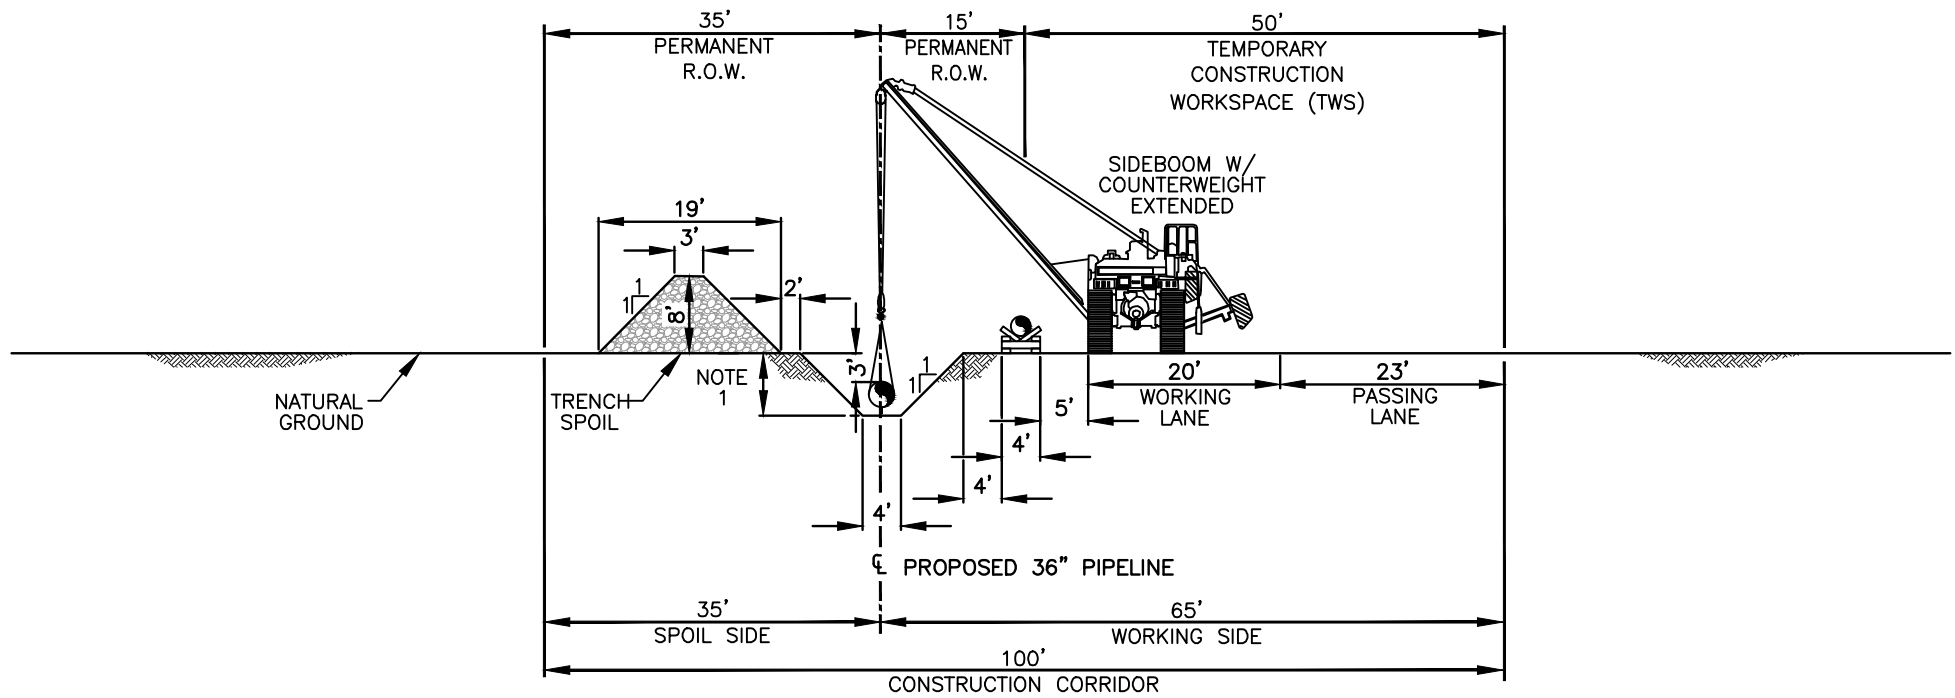 35'
PERMANENT
R.O.W.
15'
PERMANENT
R.O.W.
50'
TEMPORARY
CONSTRUCTION
WORKSPACE (TWS)
SIDEBOOM W/
COUNTERWEIGHT
EXTENDED
19'
3'
1
1
8'
2'
3'
NOTE
1
1
1
NATURAL
GROUND
TRENCH
SPOIL
20'
WORKING
LANE
23'
PASSING
LANE
5'
4'
4'
4'
℄ PROPOSED 36" PIPELINE
35'
SPOIL SIDE
65'
WORKING SIDE
100'
CONSTRUCTION CORRIDOR